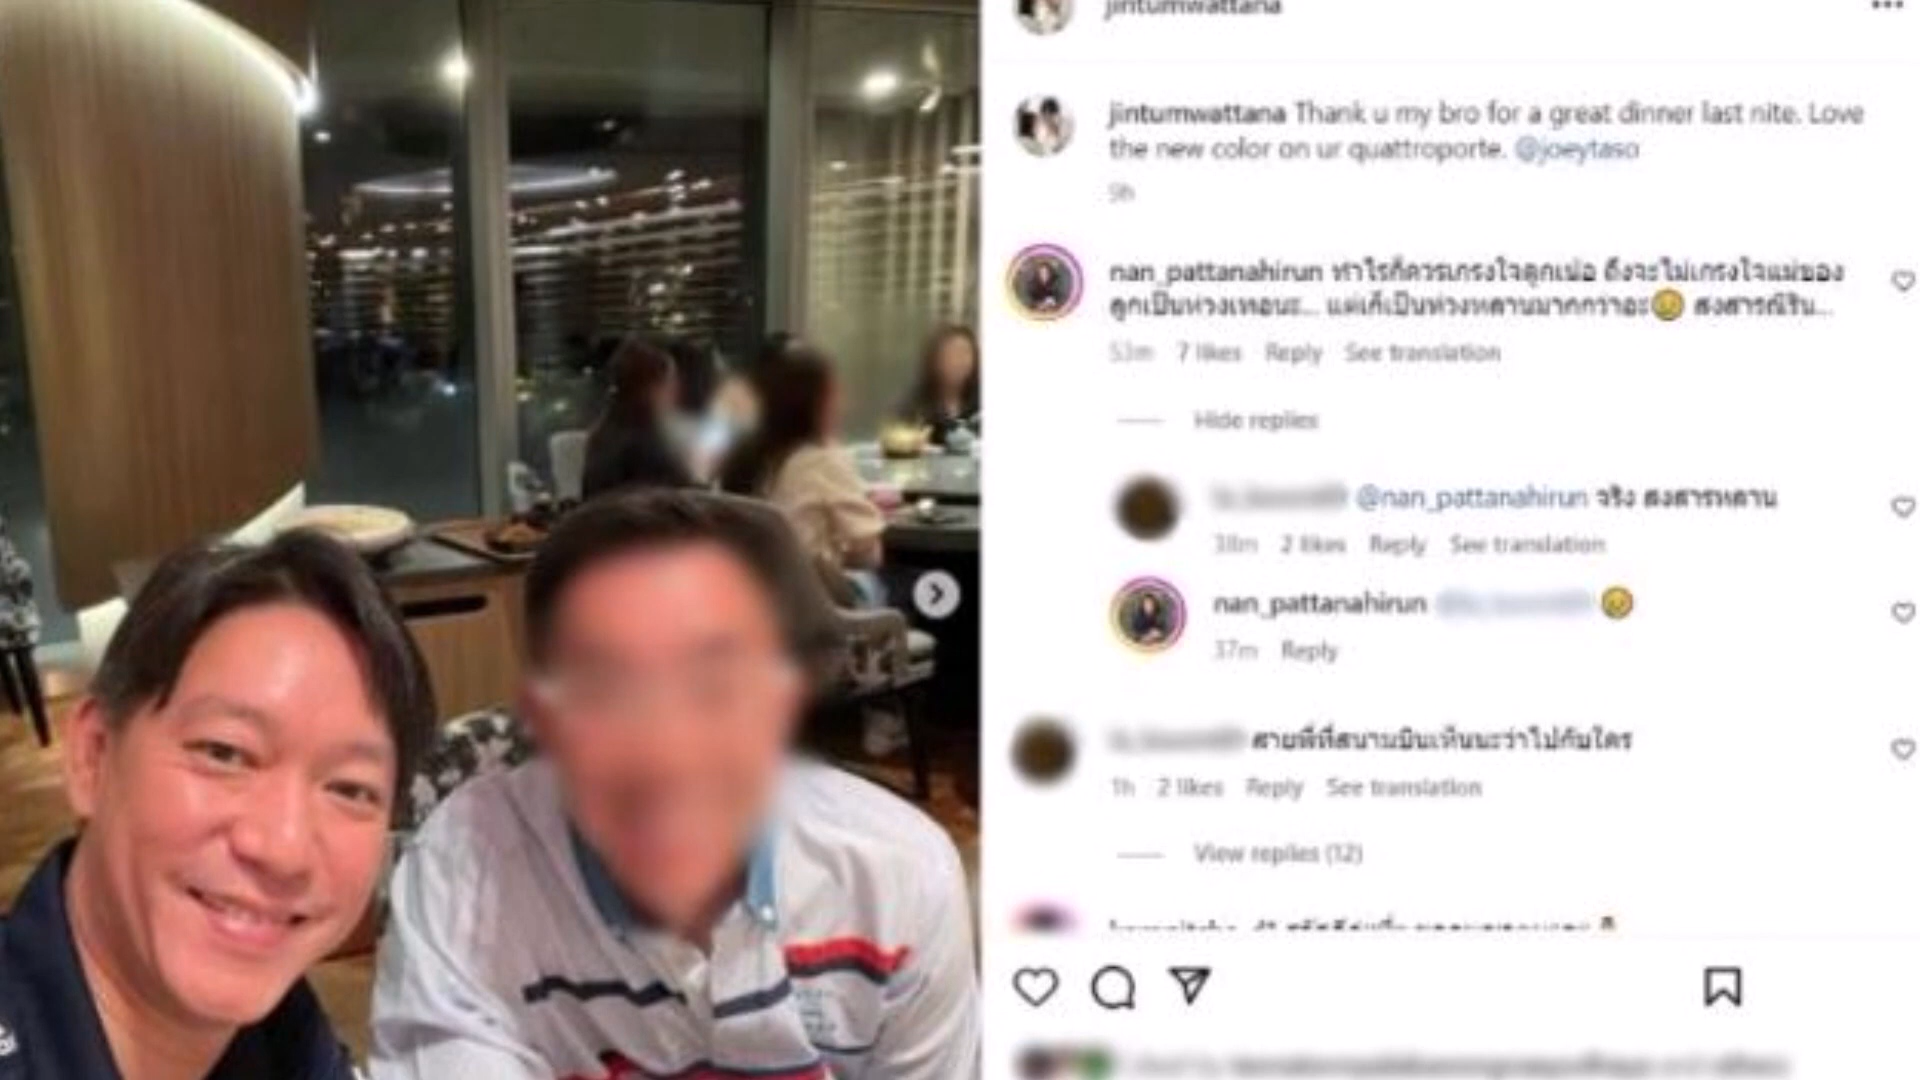 jintumwattana
jintumwattana Thank u my bro for a great dinner last nite. Love
the new color on ur quattroporte. @joeytaso
9h
nan_pattanahirun ทำไรก็ควรเกรงใจลูกเน่อ ถึงจะไม่เกรงใจแม่ของ
ลูกเป็นห่วงเหอนะ... แต่เก็เป็นห่วงหลานมากกว่าอะ😢 สงสารณิริน...
53m 7 likes Reply See translation
Hide replies
@nan_pattanahirun จริง สงสารหลาน
38m 2 likes Reply See translation
nan_pattanahirun 😢
37m Reply
สายพี่ที่สนามบินเห็นนะว่าไปกับใคร
1h 2 likes Reply See translation
View replies (12)